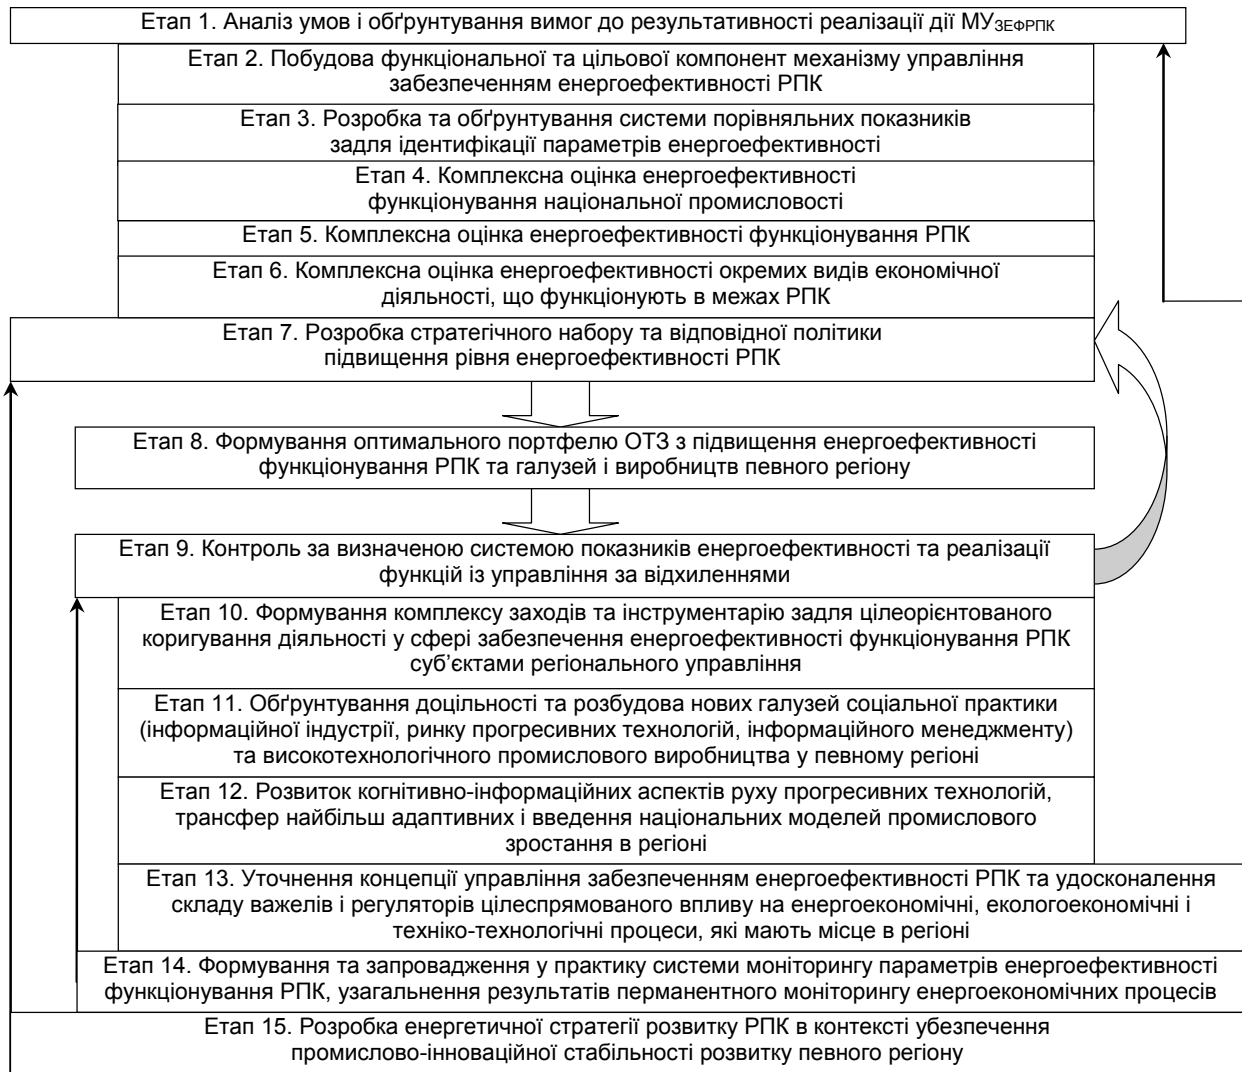 Етап 1. Аналіз умов і обґрунтування вимог до результативності реалізації дії МУЗЕФРПК
Етап 2. Побудова функціональної та цільової компонент механізму управління
забезпеченням енергоефективності РПК
Етап 3. Розробка та обґрунтування системи порівняльних показників
задля ідентифікації параметрів енергоефективності
Етап 4. Комплексна оцінка енергоефективності
функціонування національної промисловості
Етап 5. Комплексна оцінка енергоефективності функціонування РПК
Етап 6. Комплексна оцінка енергоефективності окремих видів економічної
діяльності, що функціонують в межах РПК
Етап 7. Розробка стратегічного набору та відповідної політики
підвищення рівня енергоефективності РПК
Етап 8. Формування оптимального портфелю ОТЗ з підвищення енергоефективності
функціонування РПК та галузей і виробництв певного регіону
Етап 9. Контроль за визначеною системою показників енергоефективності та реалізації
функцій із управління за відхиленнями
Етап 10. Формування комплексу заходів та інструментарію задля цілеорієнтованого
коригування діяльності у сфері забезпечення енергоефективності функціонування РПК
суб’єктами регіонального управління
Етап 11. Обґрунтування доцільності та розбудова нових галузей соціальної практики
(інформаційної індустрії, ринку прогресивних технологій, інформаційного менеджменту)
та високотехнологічного промислового виробництва у певному регіоні
Етап 12. Розвиток когнітивно-інформаційних аспектів руху прогресивних технологій,
трансфер найбільш адаптивних і введення національних моделей промислового
зростання в регіоні
Етап 13. Уточнення концепції управління забезпеченням енергоефективності РПК та удосконалення
складу важелів і регуляторів цілеспрямованого впливу на енергоекономічні, екологоекономічні і
техніко-технологічні процеси, які мають місце в регіоні
Етап 14. Формування та запровадження у практику системи моніторингу параметрів енергоефективності
функціонування РПК, узагальнення результатів перманентного моніторингу енергоекономічних процесів
Етап 15. Розробка енергетичної стратегії розвитку РПК в контексті убезпечення
промислово-інноваційної стабільності розвитку певного регіону